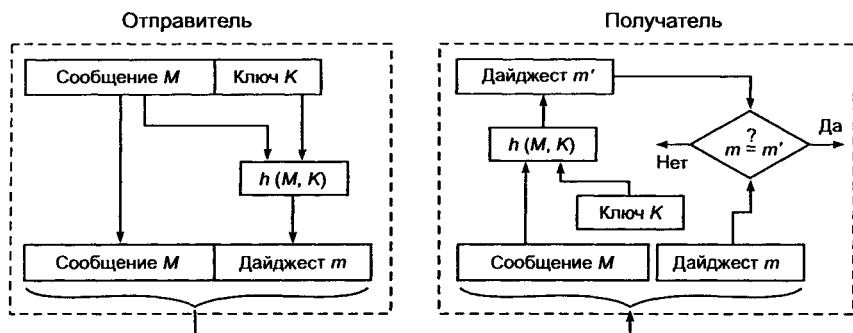 Отправитель
Сообщение M
Ключ K
h (M, K)
Сообщение M
Дайджест m
Получатель
Дайджест m′
?
m = m′
Да
Нет
h (M, K)
Ключ K
Сообщение M
Дайджест m